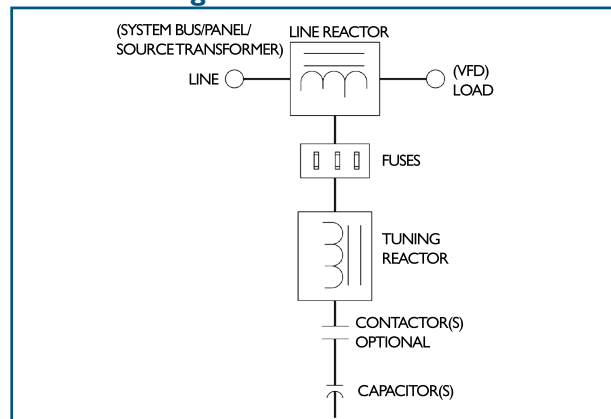 (SYSTEM BUS/PANEL/
SOURCE TRANSFORMER)
LINE REACTOR
LINE
(VFD)
LOAD
FUSES
TUNING
REACTOR
CONTACTOR(S)
OPTIONAL
CAPACITOR(S)